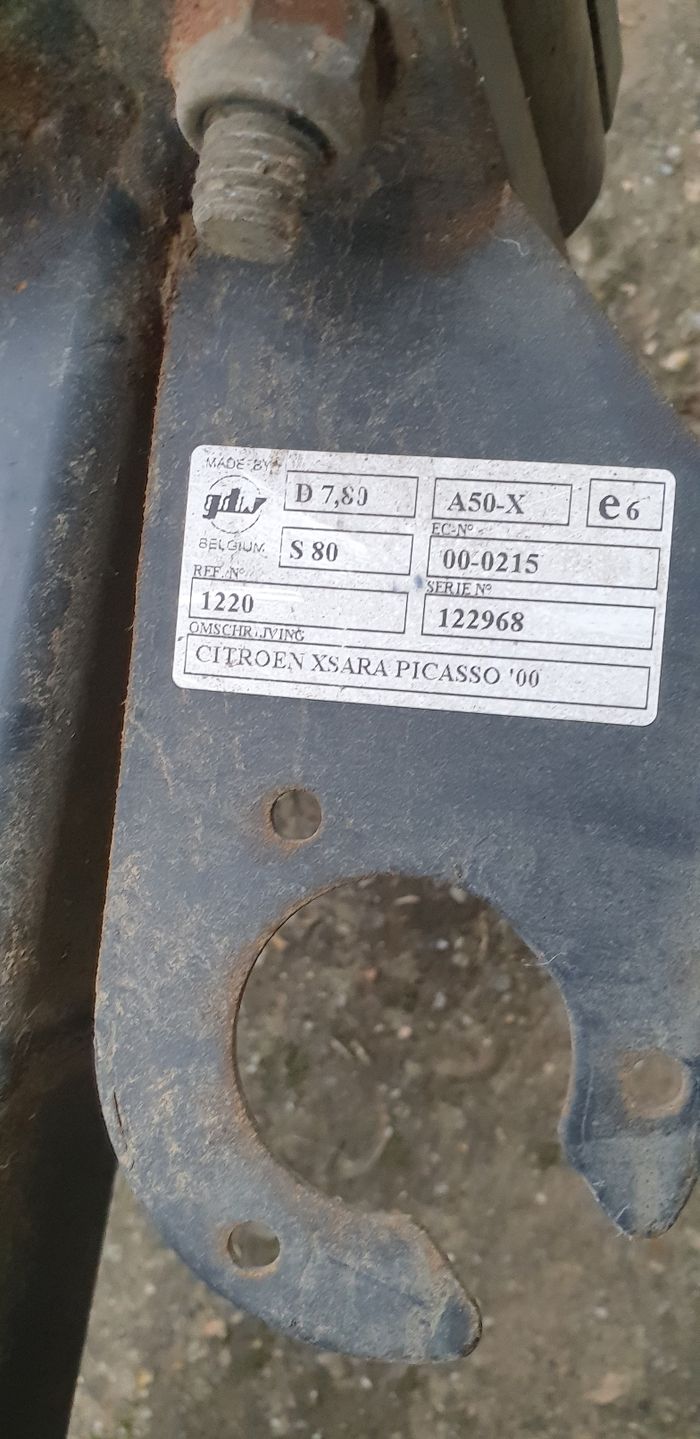 MADE BY
gdw
BELGIUM
D 7,80
A50-X
e6
S 80
EC-N°
00-0215
REF. N°
1220
SERIE N°
122968
OMSCHRIJVING
CITROEN XSARA PICASSO '00